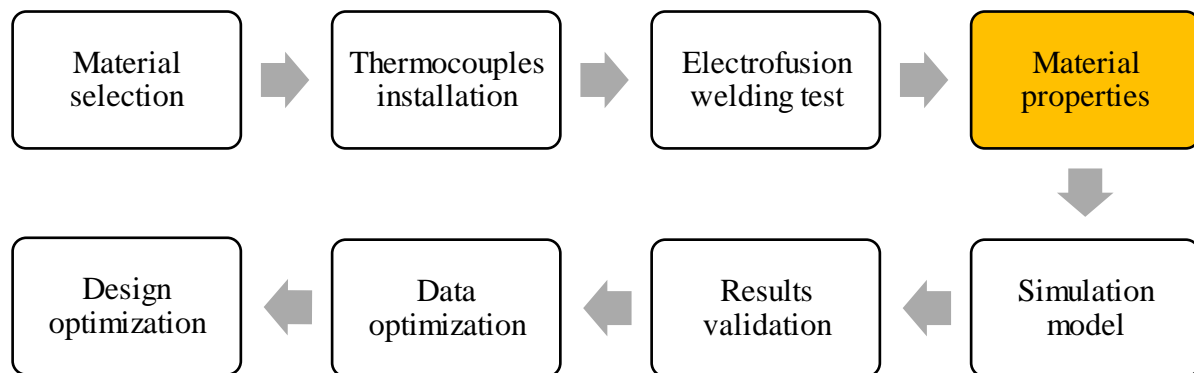 Material
selection
Thermocouples
installation
Electrofusion
welding test
Material
properties
Design
optimization
Data
optimization
Results
validation
Simulation
model